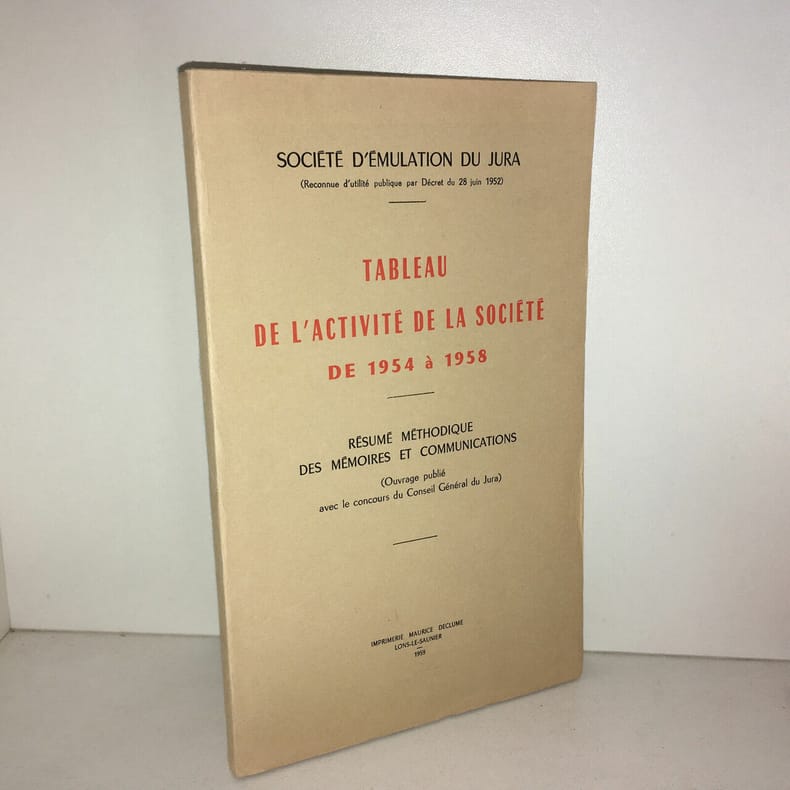 SOCIÉTÉ D'ÉMULATION DU JURA
(Reconnue d'utilité publique par Décret du 28 juin 1952)
TABLEAU
DE L'ACTIVITÉ DE LA SOCIÉTÉ
DE 1954 à 1958
RÉSUMÉ MÉTHODIQUE
DES MÉMOIRES ET COMMUNICATIONS
(Ouvrage publié
avec le concours du Conseil Général du Jura)
IMPRIMERIE MAURICE DECLUME
LONS-LE-SAUNIER
1959